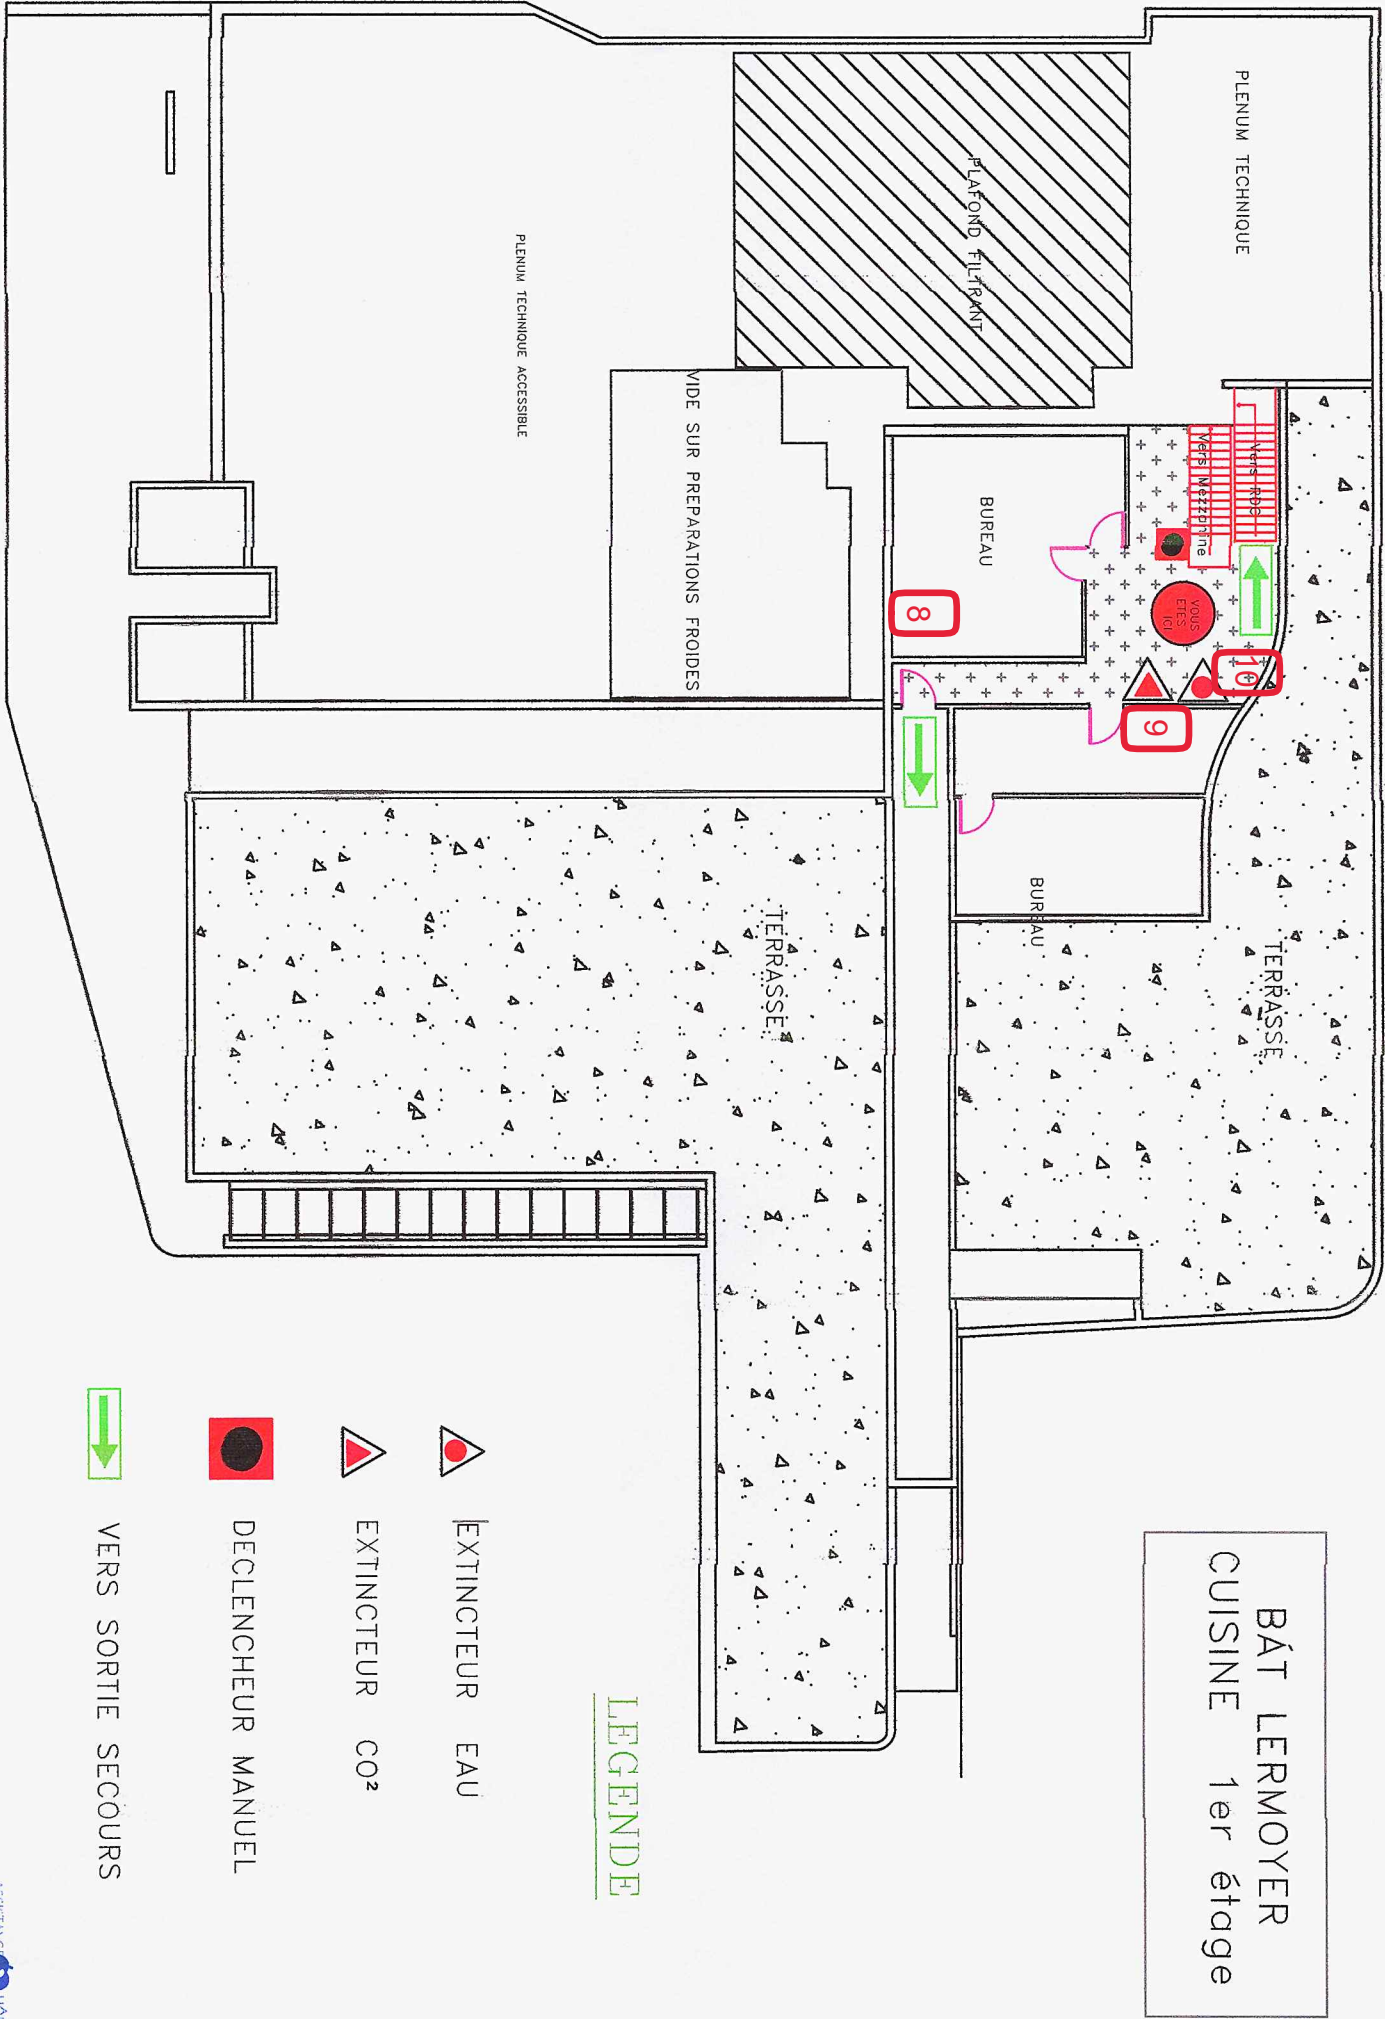 BÁT LERMOYER
CUISINE 1er étage
PLENUM TECHNIQUE
PLAFOND FILTRANT
PLENUM TECHNIQUE ACCESSIBLE
VIDE SUR PREPARATIONS FROIDES
Vers RDC
Vers Mezzanine
BUREAU
VOUS
ETES
ICI
10
9
8
BUREAU
TERRASSE
TERRASSE
LEGENDE
EXTINCTEUR EAU
EXTINCTEUR CO²
DECLENCHEUR MANUEL
VERS SORTIE SECOURS